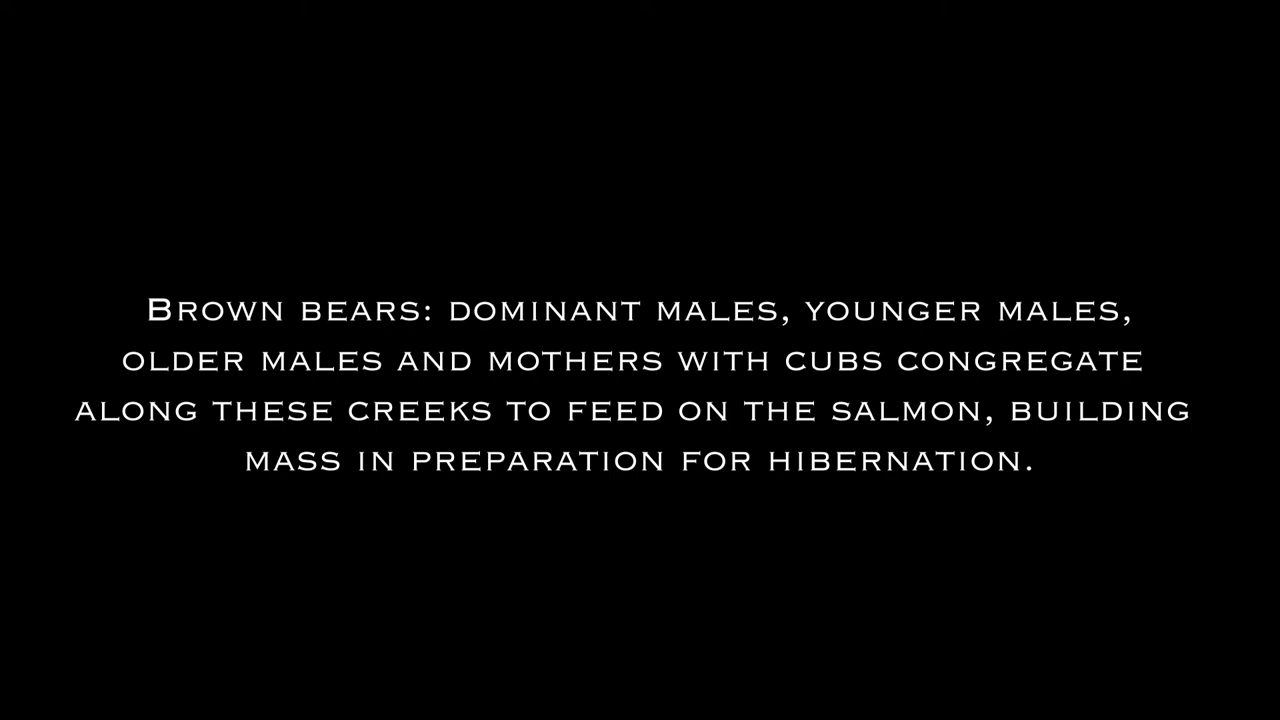 Brown bears: dominant males, younger males,
older males and mothers with cubs congregate
along these creeks to feed on the salmon, building
mass in preparation for hibernation.